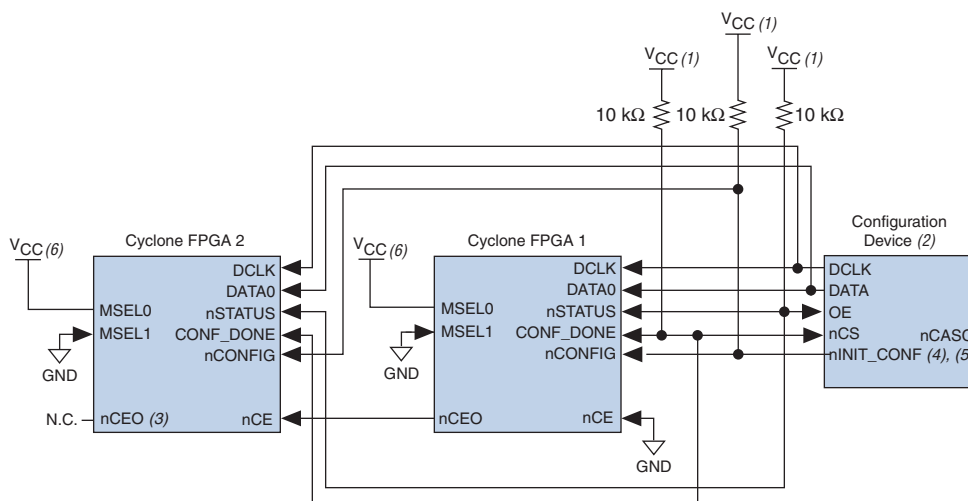 VCC (1)
VCC (1)
VCC (1)
10 kΩ
10 kΩ
10 kΩ
Configuration
Device (2)
Cyclone FPGA 2
Cyclone FPGA 1
VCC (6)
VCC (6)
DCLK
DATA0
nSTATUS
CONF_DONE
nCONFIG
MSEL0
MSEL1
GND
N.C.
nCEO (3)
nCE
DCLK
DATA0
nSTATUS
CONF_DONE
nCONFIG
MSEL0
MSEL1
GND
nCEO
nCE
GND
DCLK
DATA
OE
nCS
nCASC
nINIT_CONF (4), (5